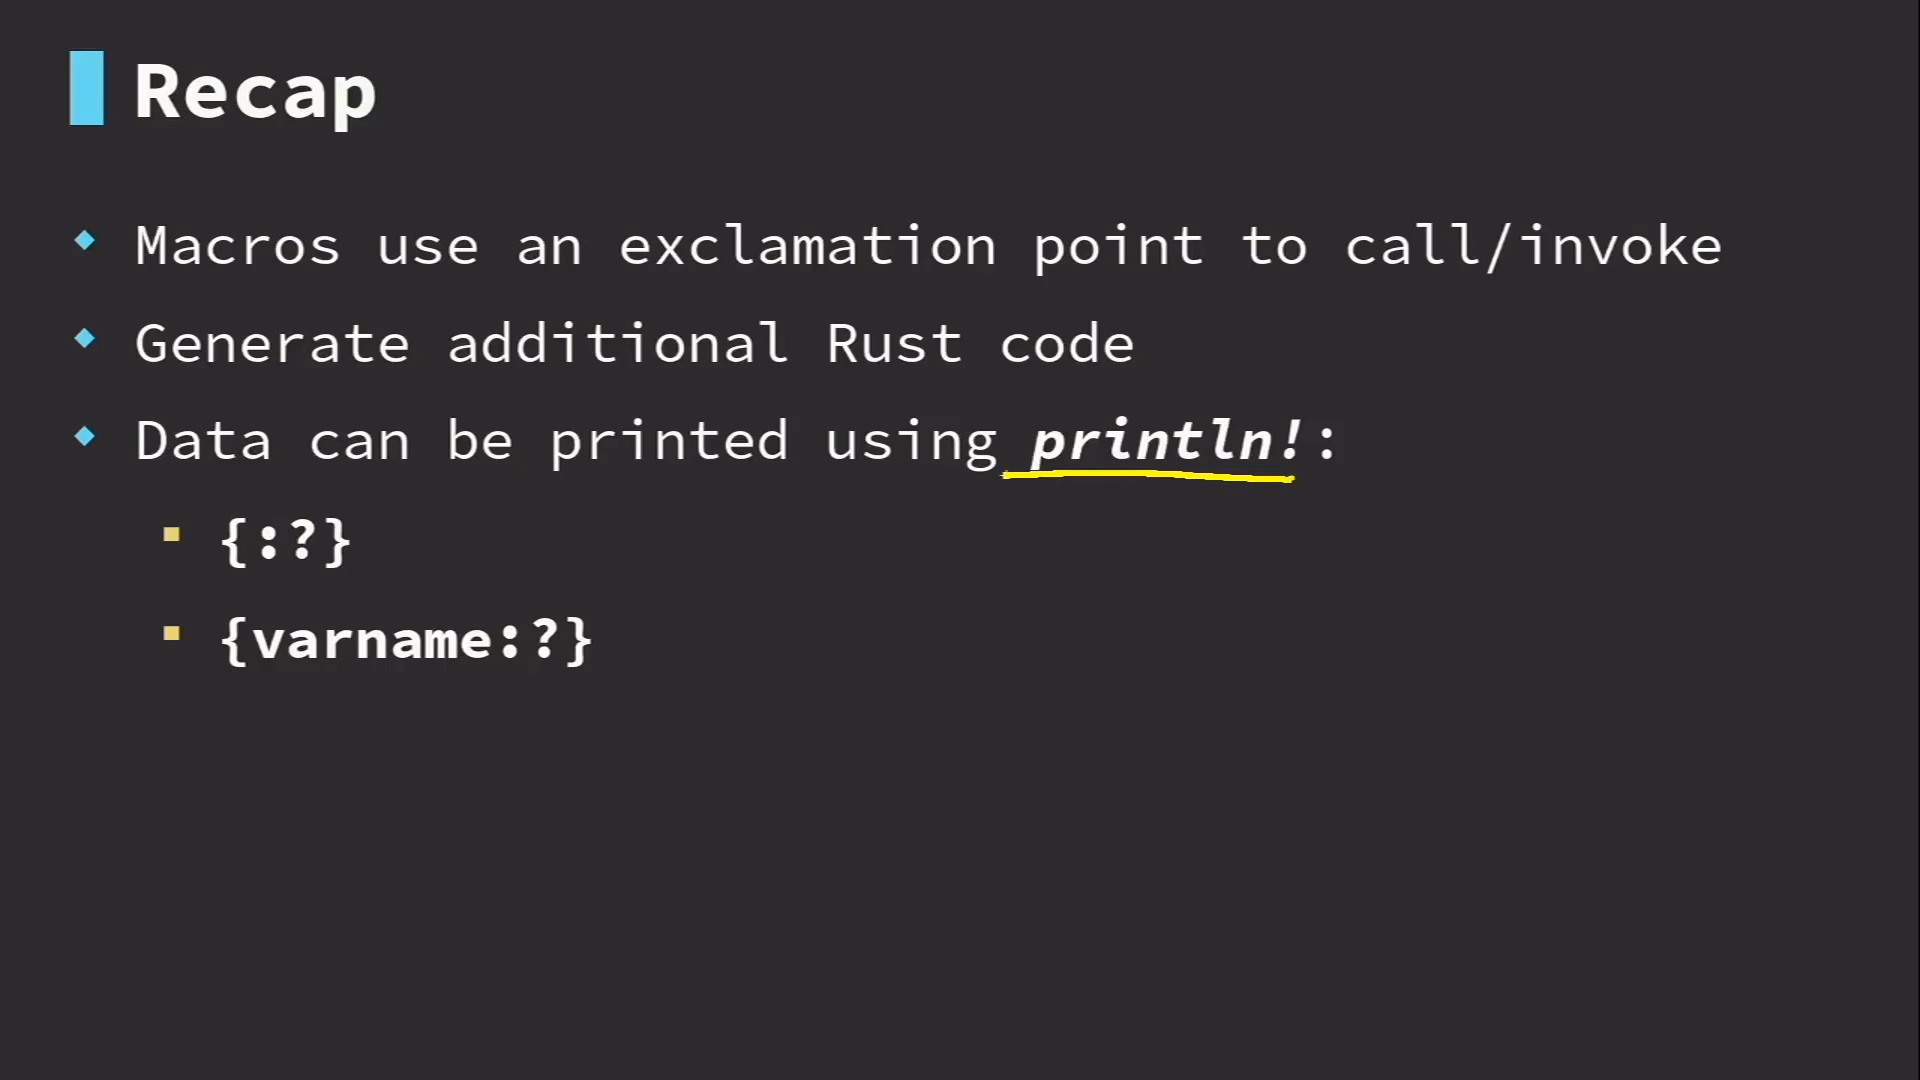 Recap
Macros use an exclamation point to call/invoke
Generate additional Rust code
Data can be printed using println!:
{:?}
{varname:?}